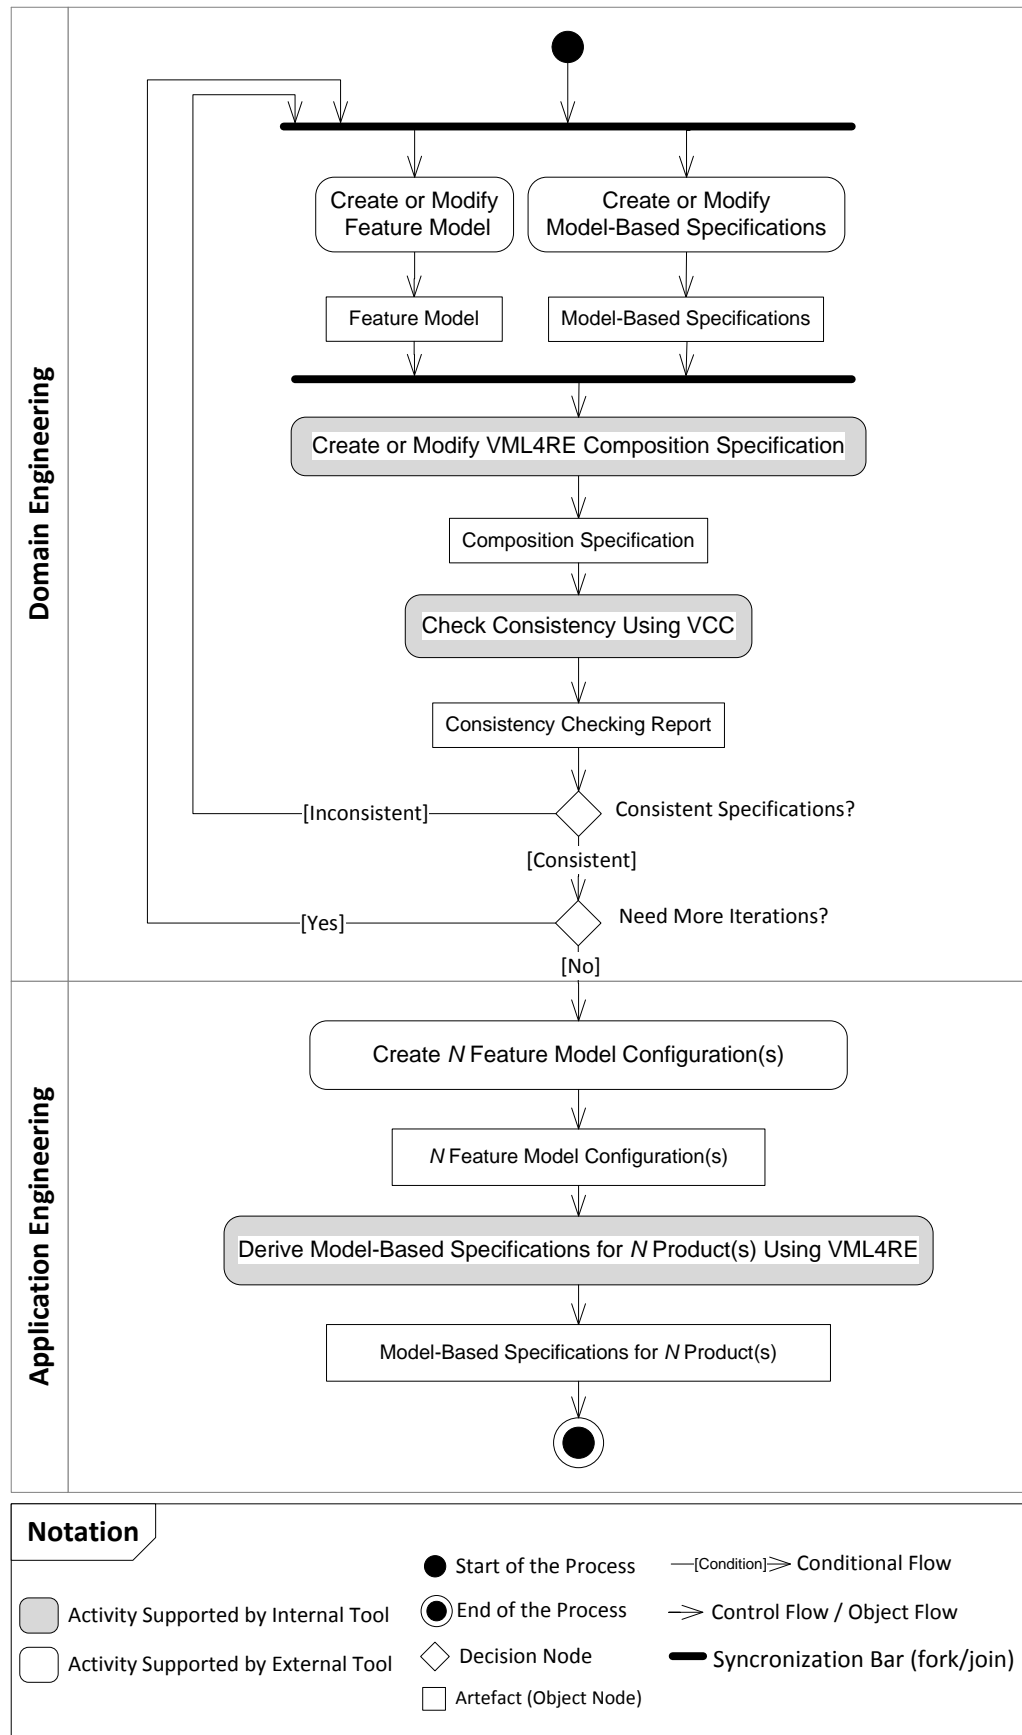 Domain Engineering
Create or Modify
Feature Model
Create or Modify
Model-Based Specifications
Feature Model
Model-Based Specifications
Create or Modify VML4RE Composition Specification
Composition Specification
Check Consistency Using VCC
Consistency Checking Report
[Inconsistent]
Consistent Specifications?
[Consistent]
[Yes]
Need More Iterations?
[No]
Application Engineering
Create N Feature Model Configuration(s)
N Feature Model Configuration(s)
Derive Model-Based Specifications for N Product(s) Using VML4RE
Model-Based Specifications for N Product(s)
Notation
Activity Supported by Internal Tool
Activity Supported by External Tool
Start of the Process
End of the Process
Decision Node
Artefact (Object Node)
[Condition] Conditional Flow
Control Flow / Object Flow
Syncronization Bar (fork/join)